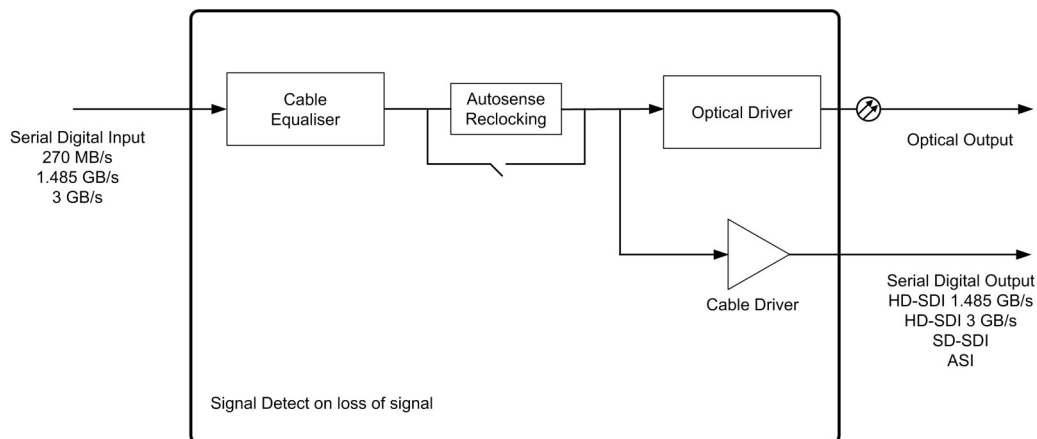 Serial Digital Input
270 MB/s
1.485 GB/s
3 GB/s
Cable
Equaliser
Autosense
Reclocking
Optical Driver
Optical Output
Cable Driver
Serial Digital Output
HD-SDI 1.485 GB/s
HD-SDI 3 GB/s
SD-SDI
ASI
Signal Detect on loss of signal